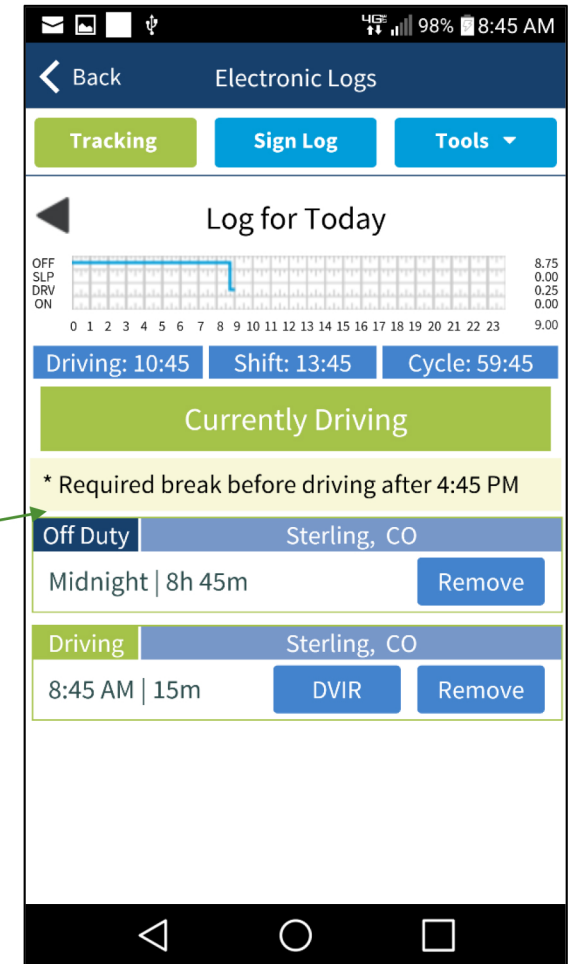 4GE 98% 8:45 AM
Back Electronic Logs
Tracking Sign Log Tools
Log for Today
OFF 8.75
SLP 0.00
DRV 0.25
ON 0.00
0 1 2 3 4 5 6 7 8 9 10 11 12 13 14 15 16 17 18 19 20 21 22 23 9.00
Driving: 10:45 Shift: 13:45 Cycle: 59:45
Currently Driving
* Required break before driving after 4:45 PM
Off Duty Sterling, CO
Midnight | 8h 45m Remove
Driving Sterling, CO
8:45 AM | 15m DVIR Remove